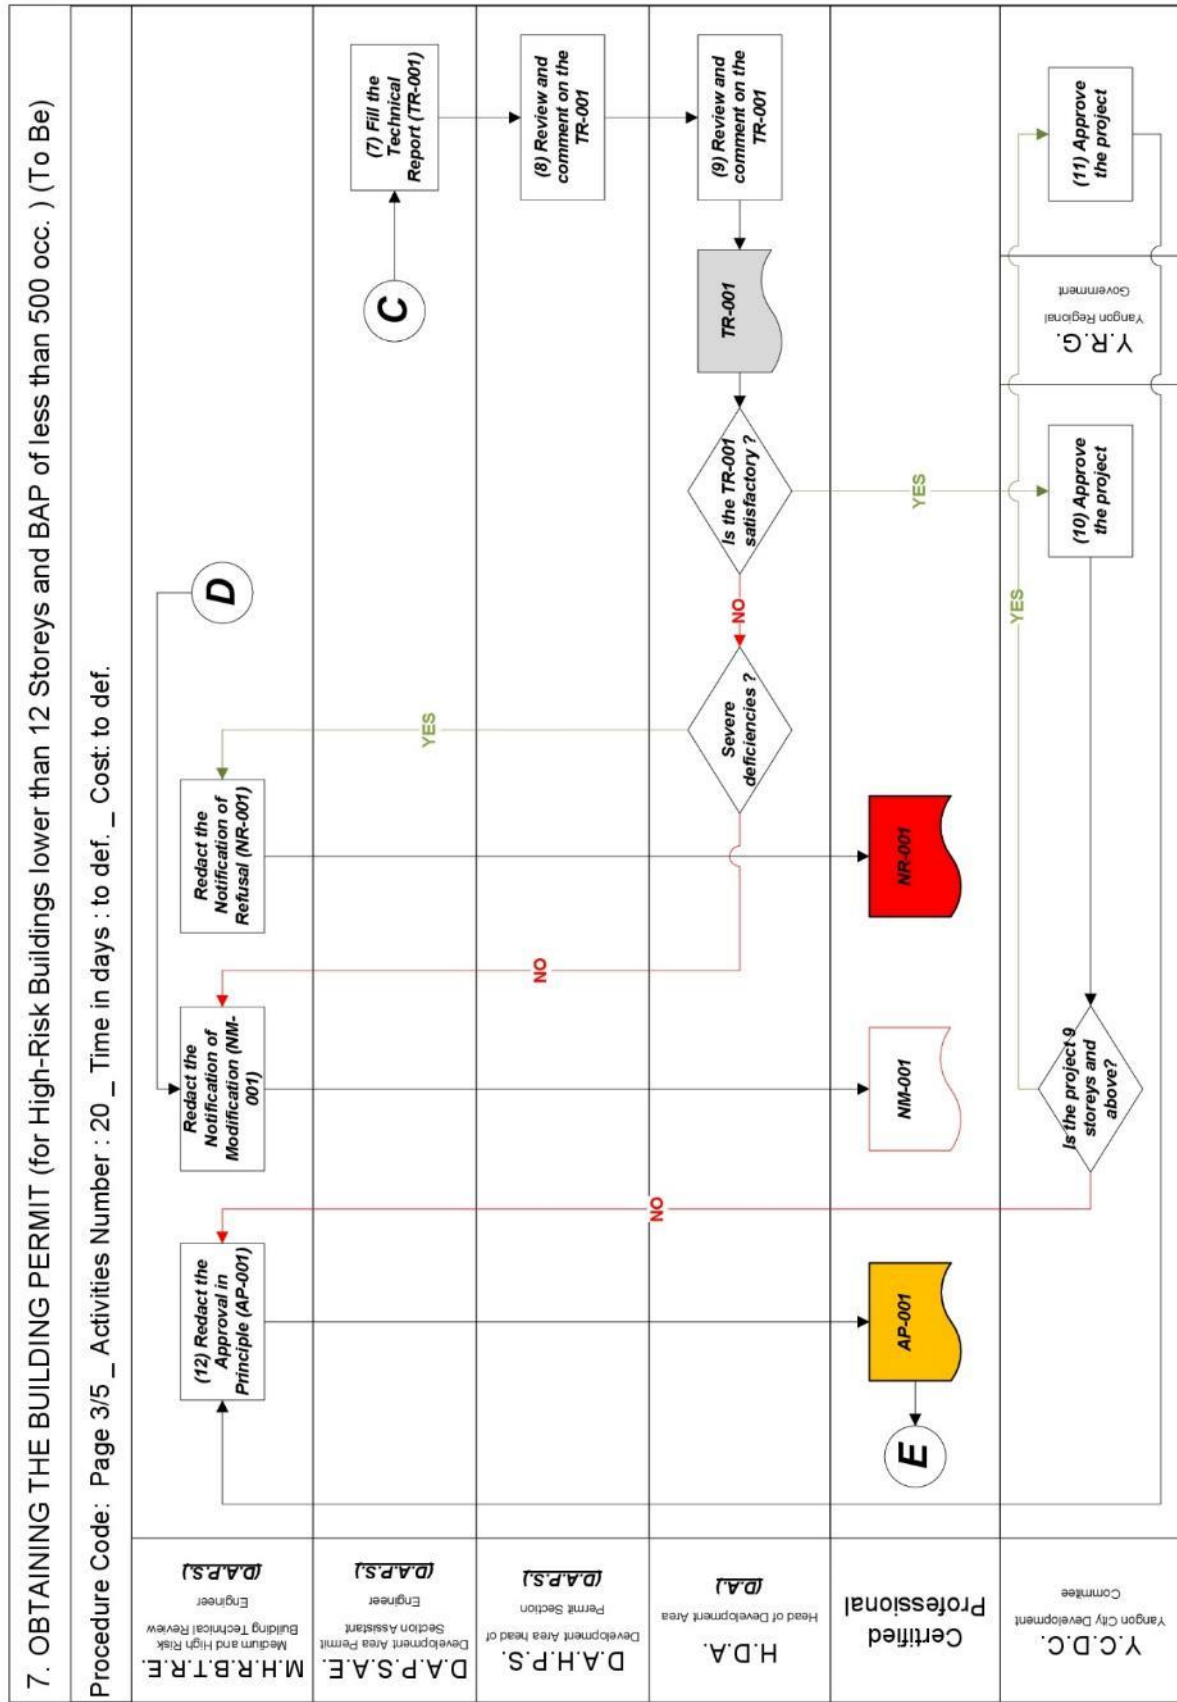 7. OBTAINING THE BUILDING PERMIT (for High-Risk Buildings lower than 12 Storeys and BAP of less than 500 occ. ) (To Be)
Procedure Code: Page 3/5 _ Activities Number : 20 _ Time in days : to def. _ Cost: to def.
M.H.R.B.T.R.E.
Medium and High Risk
Building Technical Review
Engineer
(D.A.P.S.)
(12) Redact the
Approval in
Principle (AP-001)
Redact the
Notification of
Modification (NM-
001)
Redact the
Notification of
Refusal (NR-001)
D
D.A.P.S.A.E.
Development Area Permit
Section Assistant
Engineer
(D.A.P.S.)
YES
C
(7) Fill the
Technical
Report (TR-001)
D.A.H.P.S.
Development Area head of
Permit Section
(D.A.P.S.)
NO
(8) Review and
comment on the
TR-001
H.D.A.
Head of Development Area
(D.A.)
NO
Severe
deficiencies ?
NO
Is the TR-001
satisfactory ?
TR-001
(9) Review and
comment on the
TR-001
Certified
Professional
E
AP-001
NM-001
NR-001
YES
Y.C.D.C.
Yangon City Development
Commitee
Is the project 9
storeys and
above?
YES
(10) Approve
the project
Y.R.G.
Yangon Regional
Government
(11) Approve
the project